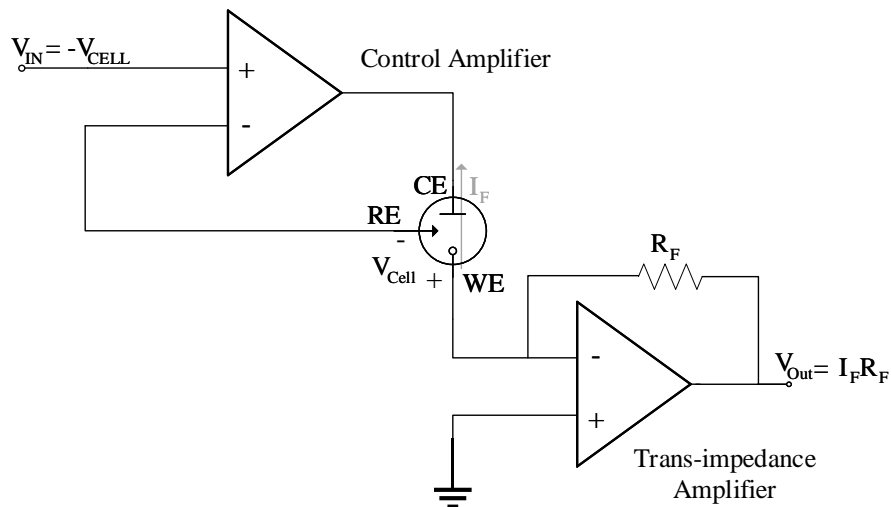 V_IN = -V_CELL
Control Amplifier
+
-
CE
I_F
RE
-
V_Cell +
WE
R_F
-
+
V_Out = I_F R_F
Trans-impedance
Amplifier